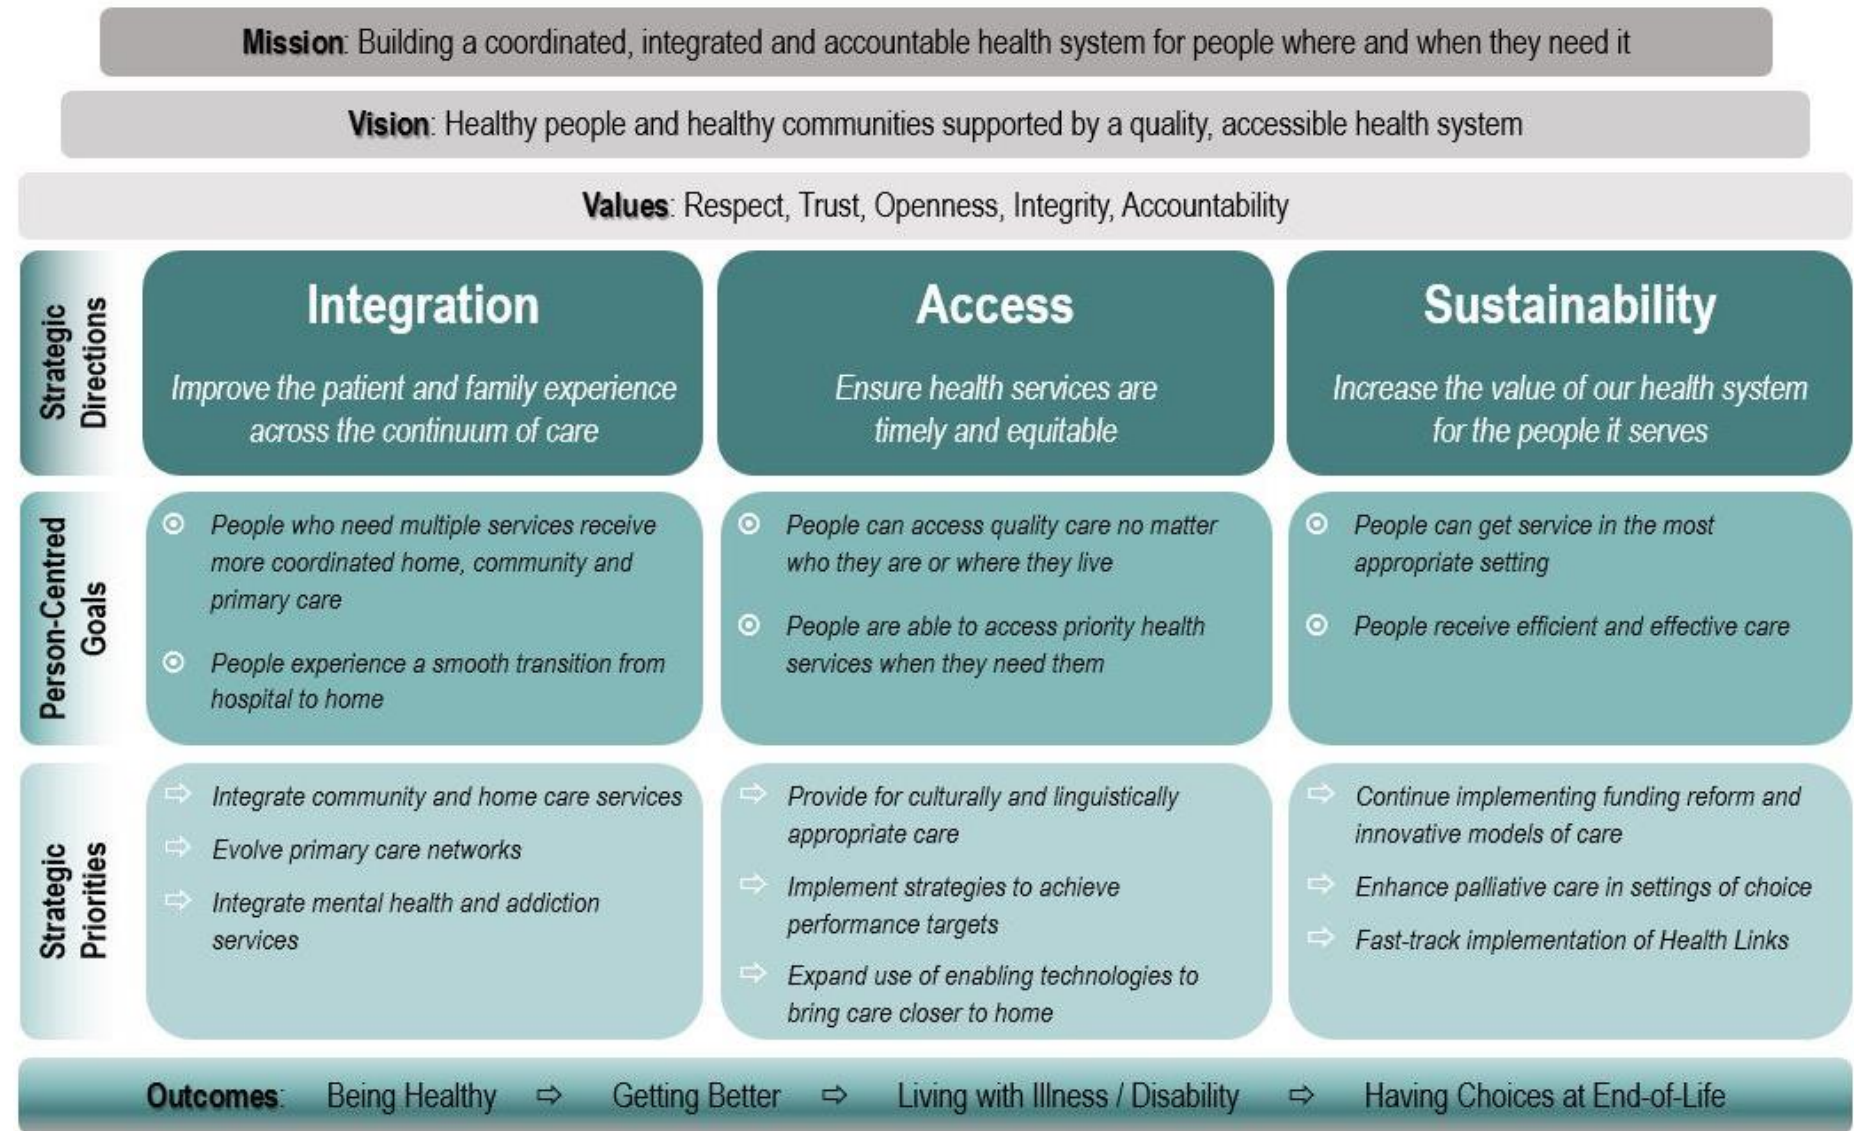 Mission: Building a coordinated, integrated and accountable health system for people where and when they need it
Vision: Healthy people and healthy communities supported by a quality, accessible health system
Values: Respect, Trust, Openness, Integrity, Accountability
Strategic
Directions
Integration
Improve the patient and family experience
across the continuum of care
Access
Ensure health services are
timely and equitable
Sustainability
Increase the value of our health system
for the people it serves
Person-Centred
Goals
People who need multiple services receive
more coordinated home, community and
primary care
People experience a smooth transition from
hospital to home
People can access quality care no matter
who they are or where they live
People are able to access priority health
services when they need them
People can get service in the most
appropriate setting
People receive efficient and effective care
Strategic
Priorities
⇨ Integrate community and home care services
⇨ Evolve primary care networks
⇨ Integrate mental health and addiction
services
⇨ Provide for culturally and linguistically
appropriate care
⇨ Implement strategies to achieve
performance targets
⇨ Expand use of enabling technologies to
bring care closer to home
⇨ Continue implementing funding reform and
innovative models of care
⇨ Enhance palliative care in settings of choice
⇨ Fast-track implementation of Health Links
Outcomes: Being Healthy ⇨ Getting Better ⇨ Living with Illness / Disability ⇨ Having Choices at End-of-Life